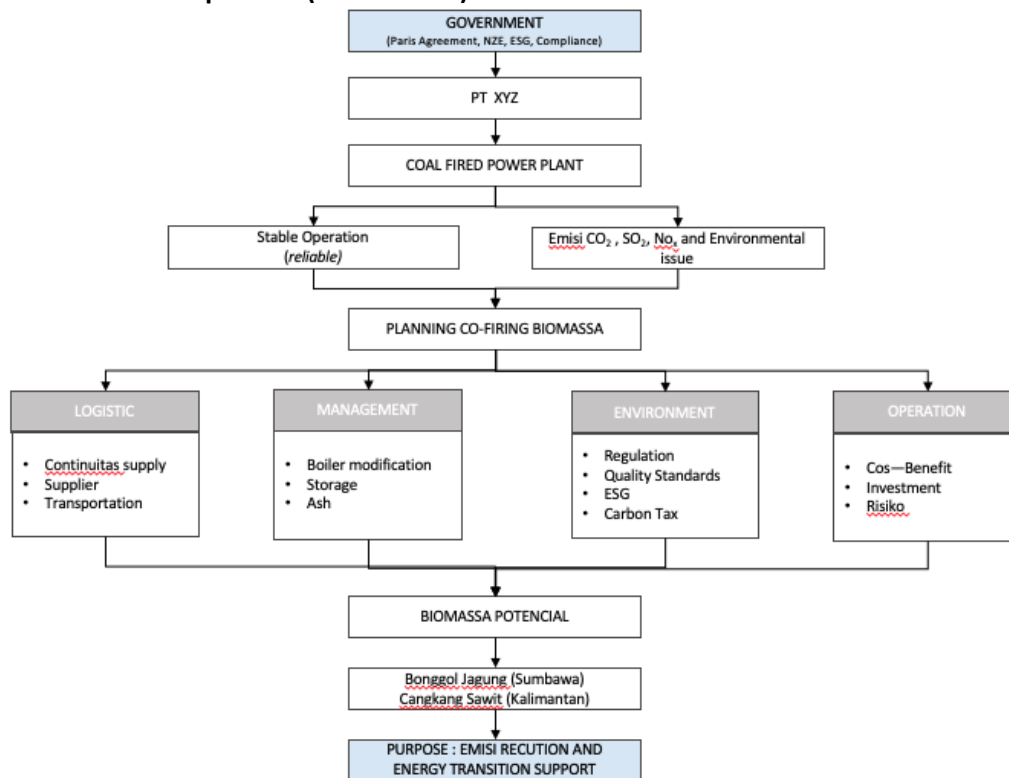 GOVERNMENT
(Paris Agreement, NZE, ESG, Compliance)
PT XYZ
COAL FIRED POWER PLANT
Stable Operation
(reliable)
Emisi CO₂ , SO₂, Noₓ and Environmental
issue
PLANNING CO-FIRING BIOMASSA
LOGISTIC
• Continuitas supply
• Supplier
• Transportation
MANAGEMENT
• Boiler modification
• Storage
• Ash
ENVIRONMENT
• Regulation
• Quality Standards
• ESG
• Carbon Tax
OPERATION
• Cos—Benefit
• Investment
• Risiko
BIOMASSA POTENCIAL
Bonggol Jagung (Sumbawa)
Cangkang Sawit (Kalimantan)
PURPOSE : EMISI RECUTION AND
ENERGY TRANSITION SUPPORT